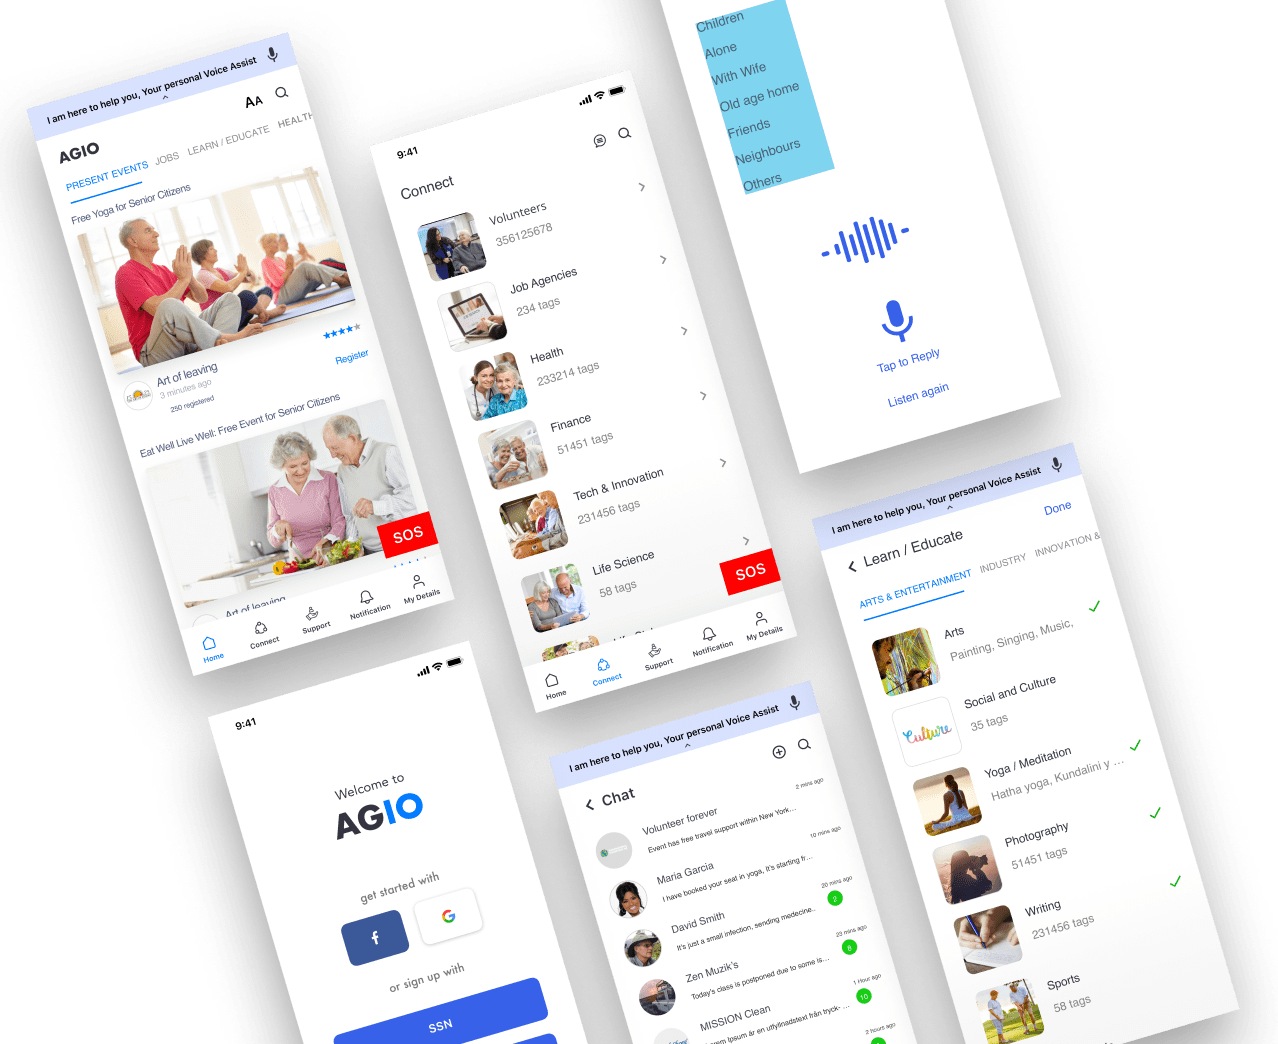 I am here to help you, Your personal Voice Assist
AA
AGIO
PRESENT EVENTS JOBS LEARN / EDUCATE HEALTH
Free Yoga for Senior Citizens
Art of leaving
3 minutes ago
250 registered
Register
Eat Well Live Well: Free Event for Senior Citizens
SOS
Art of leaving
Home Connect Support Notification My Details
9:41
Connect
Volunteers
356125678
Job Agencies
234 tags
Health
233214 tags
Finance
51451 tags
Tech & Innovation
231456 tags
Life Science
58 tags
SOS
Home Connect Support Notification My Details
Children
Alone
With Wife
Old age home
Friends
Neighbours
Others
Tap to Reply
Listen again
9:41
Welcome to
AGIO
get started with
f
G
or sign up with
SSN
I am here to help you, Your personal Voice Assist
Chat
Volunteer forever
2 mins ago
Event has free travel support within New York...
Maria Garcia
10 mins ago
I have booked your seat in yoga, It's starting fr...
David Smith
20 mins ago
It's just a small infection, sending medecine..
2
Zen Muzik's
23 mins ago
Today's class is postponed due to some is...
6
MISSION Clean
1 Hour ago
Lorem Ipsum är en utfyllnadstext från tryck- ...
10
2 hours ago
I am here to help you, Your personal Voice Assist
Done
Learn / Educate
ARTS & ENTERTAINMENT INDUSTRY INNOVATION &
Arts
Painting, Singing, Music,
Culture
Social and Culture
35 tags
Yoga / Meditation
Hatha yoga, Kundalini y ...
Photography
51451 tags
Writing
231456 tags
Sports
58 tags